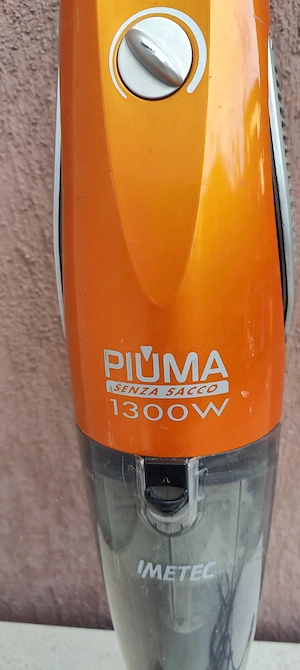 PIUMA
SENZA SACCO
1300W
IMETEC